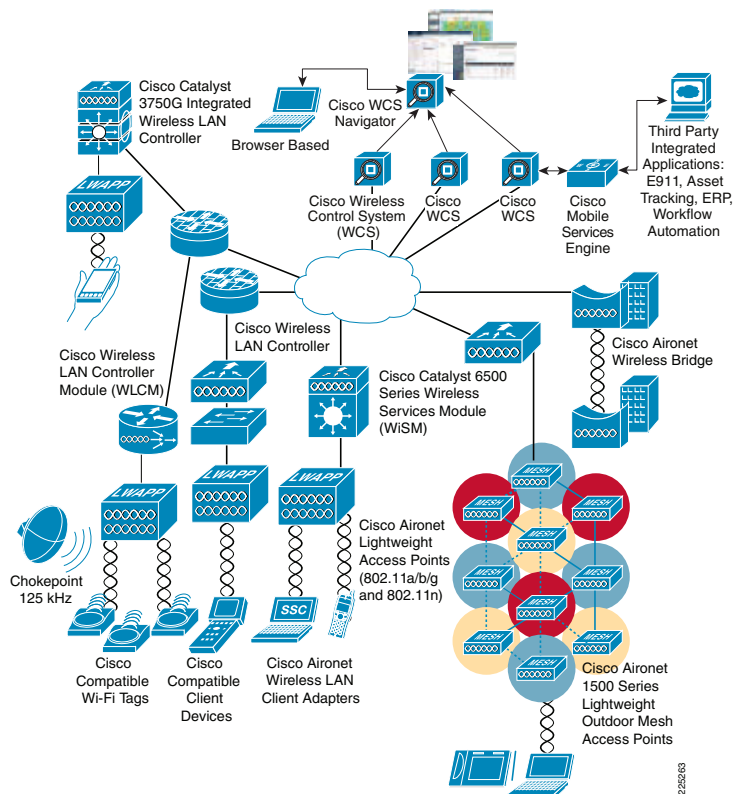 Cisco Catalyst
3750G Integrated
Wireless LAN
Controller
Browser Based
Cisco WCS
Navigator
Third Party
Integrated
Applications:
E911, Asset
Tracking, ERP,
Workflow
Automation
Cisco Wireless
Control System
(WCS)
Cisco
WCS
Cisco
WCS
Cisco
Mobile
Services
Engine
LWAPP
Cisco Wireless
LAN Controller
Cisco Wireless
LAN Controller
Module (WLCM)
Cisco Catalyst 6500
Series Wireless
Services Module
(WiSM)
Cisco Aironet
Wireless Bridge
LWAPP
LWAPP
LWAPP
Cisco Aironet
Lightweight
Access Points
(802.11a/b/g
and 802.11n)
Chokepoint
125 kHz
SSC
Cisco
Compatible
Wi-Fi Tags
Cisco
Compatible
Client
Devices
Cisco Aironet
Wireless LAN
Client Adapters
MESH
MESH
MESH
MESH
MESH
MESH
MESH
MESH
MESH
MESH
Cisco Aironet
1500 Series
Lightweight
Outdoor Mesh
Access Points
225263